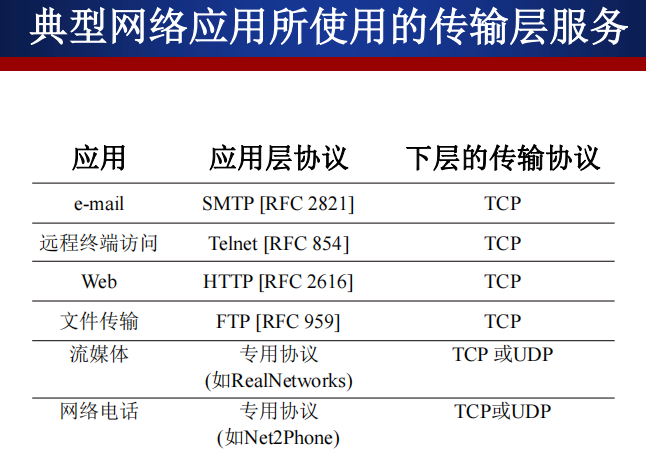 典型网络应用所使用的传输层服务
应用 应用层协议 下层的传输协议
e-mail SMTP [RFC 2821] TCP
远程终端访问 Telnet [RFC 854] TCP
Web HTTP [RFC 2616] TCP
文件传输 FTP [RFC 959] TCP
流媒体 专用协议 TCP 或UDP
(如RealNetworks)
网络电话 专用协议 TCP或UDP
(如Net2Phone)